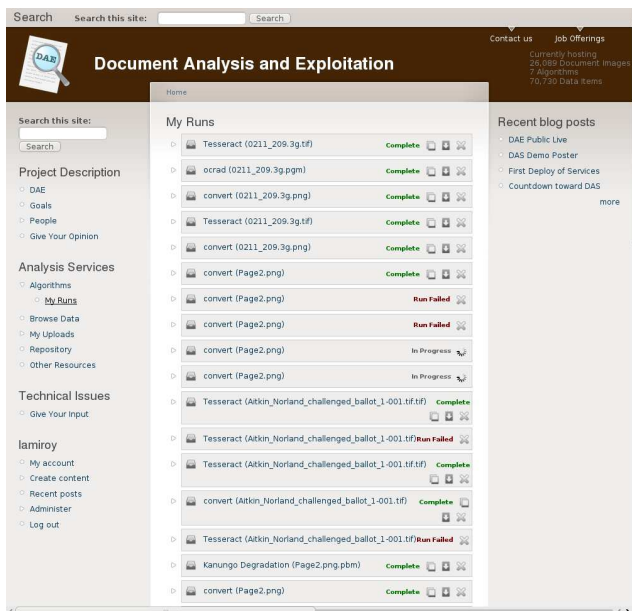 Search
Search this site:
Search
Contact us
Job Offerings
DAE
Document Analysis and Exploitation
Currently hosting
26,089 Document Images
7 Algorithms
70,730 Data Items
Home
Search this site:
Search
Project Description
DAE
Goals
People
Give Your Opinion
Analysis Services
Algorithms
My Runs
Browse Data
My Uploads
Repository
Other Resources
Technical Issues
Give Your Input
lamiroy
My account
Create content
Recent posts
Administer
Log out
My Runs
Tesseract (0211_209.3g.tif) Complete
ocrad (0211_209.3g.pgm) Complete
convert (0211_209.3g.png) Complete
Tesseract (0211_209.3g.tif) Complete
convert (0211_209.3g.png) Complete
convert (Page2.png) Complete
convert (Page2.png) Run Failed
convert (Page2.png) Run Failed
convert (Page2.png) In Progress
convert (Page2.png) In Progress
Tesseract (Aitkin_Norland_challenged_ballot_1-001.tif.tif) Complete
Tesseract (Aitkin_Norland_challenged_ballot_1-001.tif) Run Failed
Tesseract (Aitkin_Norland_challenged_ballot_1-001.tif.tif) Complete
convert (Aitkin_Norland_challenged_ballot_1-001.tif) Complete
Tesseract (Aitkin_Norland_challenged_ballot_1-001.tif) Run Failed
Kanungo Degradation (Page2.png.pbm) Complete
convert (Page2.png) Complete
Recent blog posts
DAE Public Live
DAS Demo Poster
First Deploy of Services
Countdown toward DAS
more